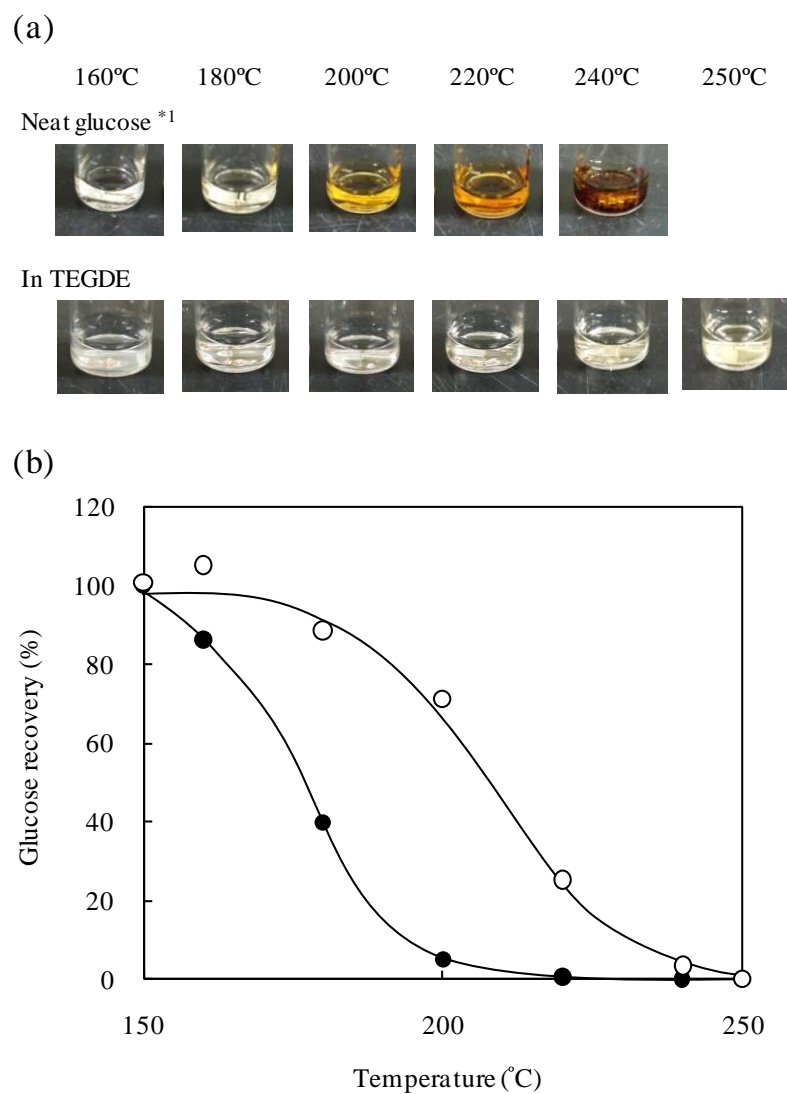 (a)
160ºC 180ºC 200ºC 220ºC 240ºC 250ºC
Neat glucose *1
In TEGDE
(b)
120
100
80
60
40
20
0
Glucose recovery (%)
150 200 250
Temperature (℃)